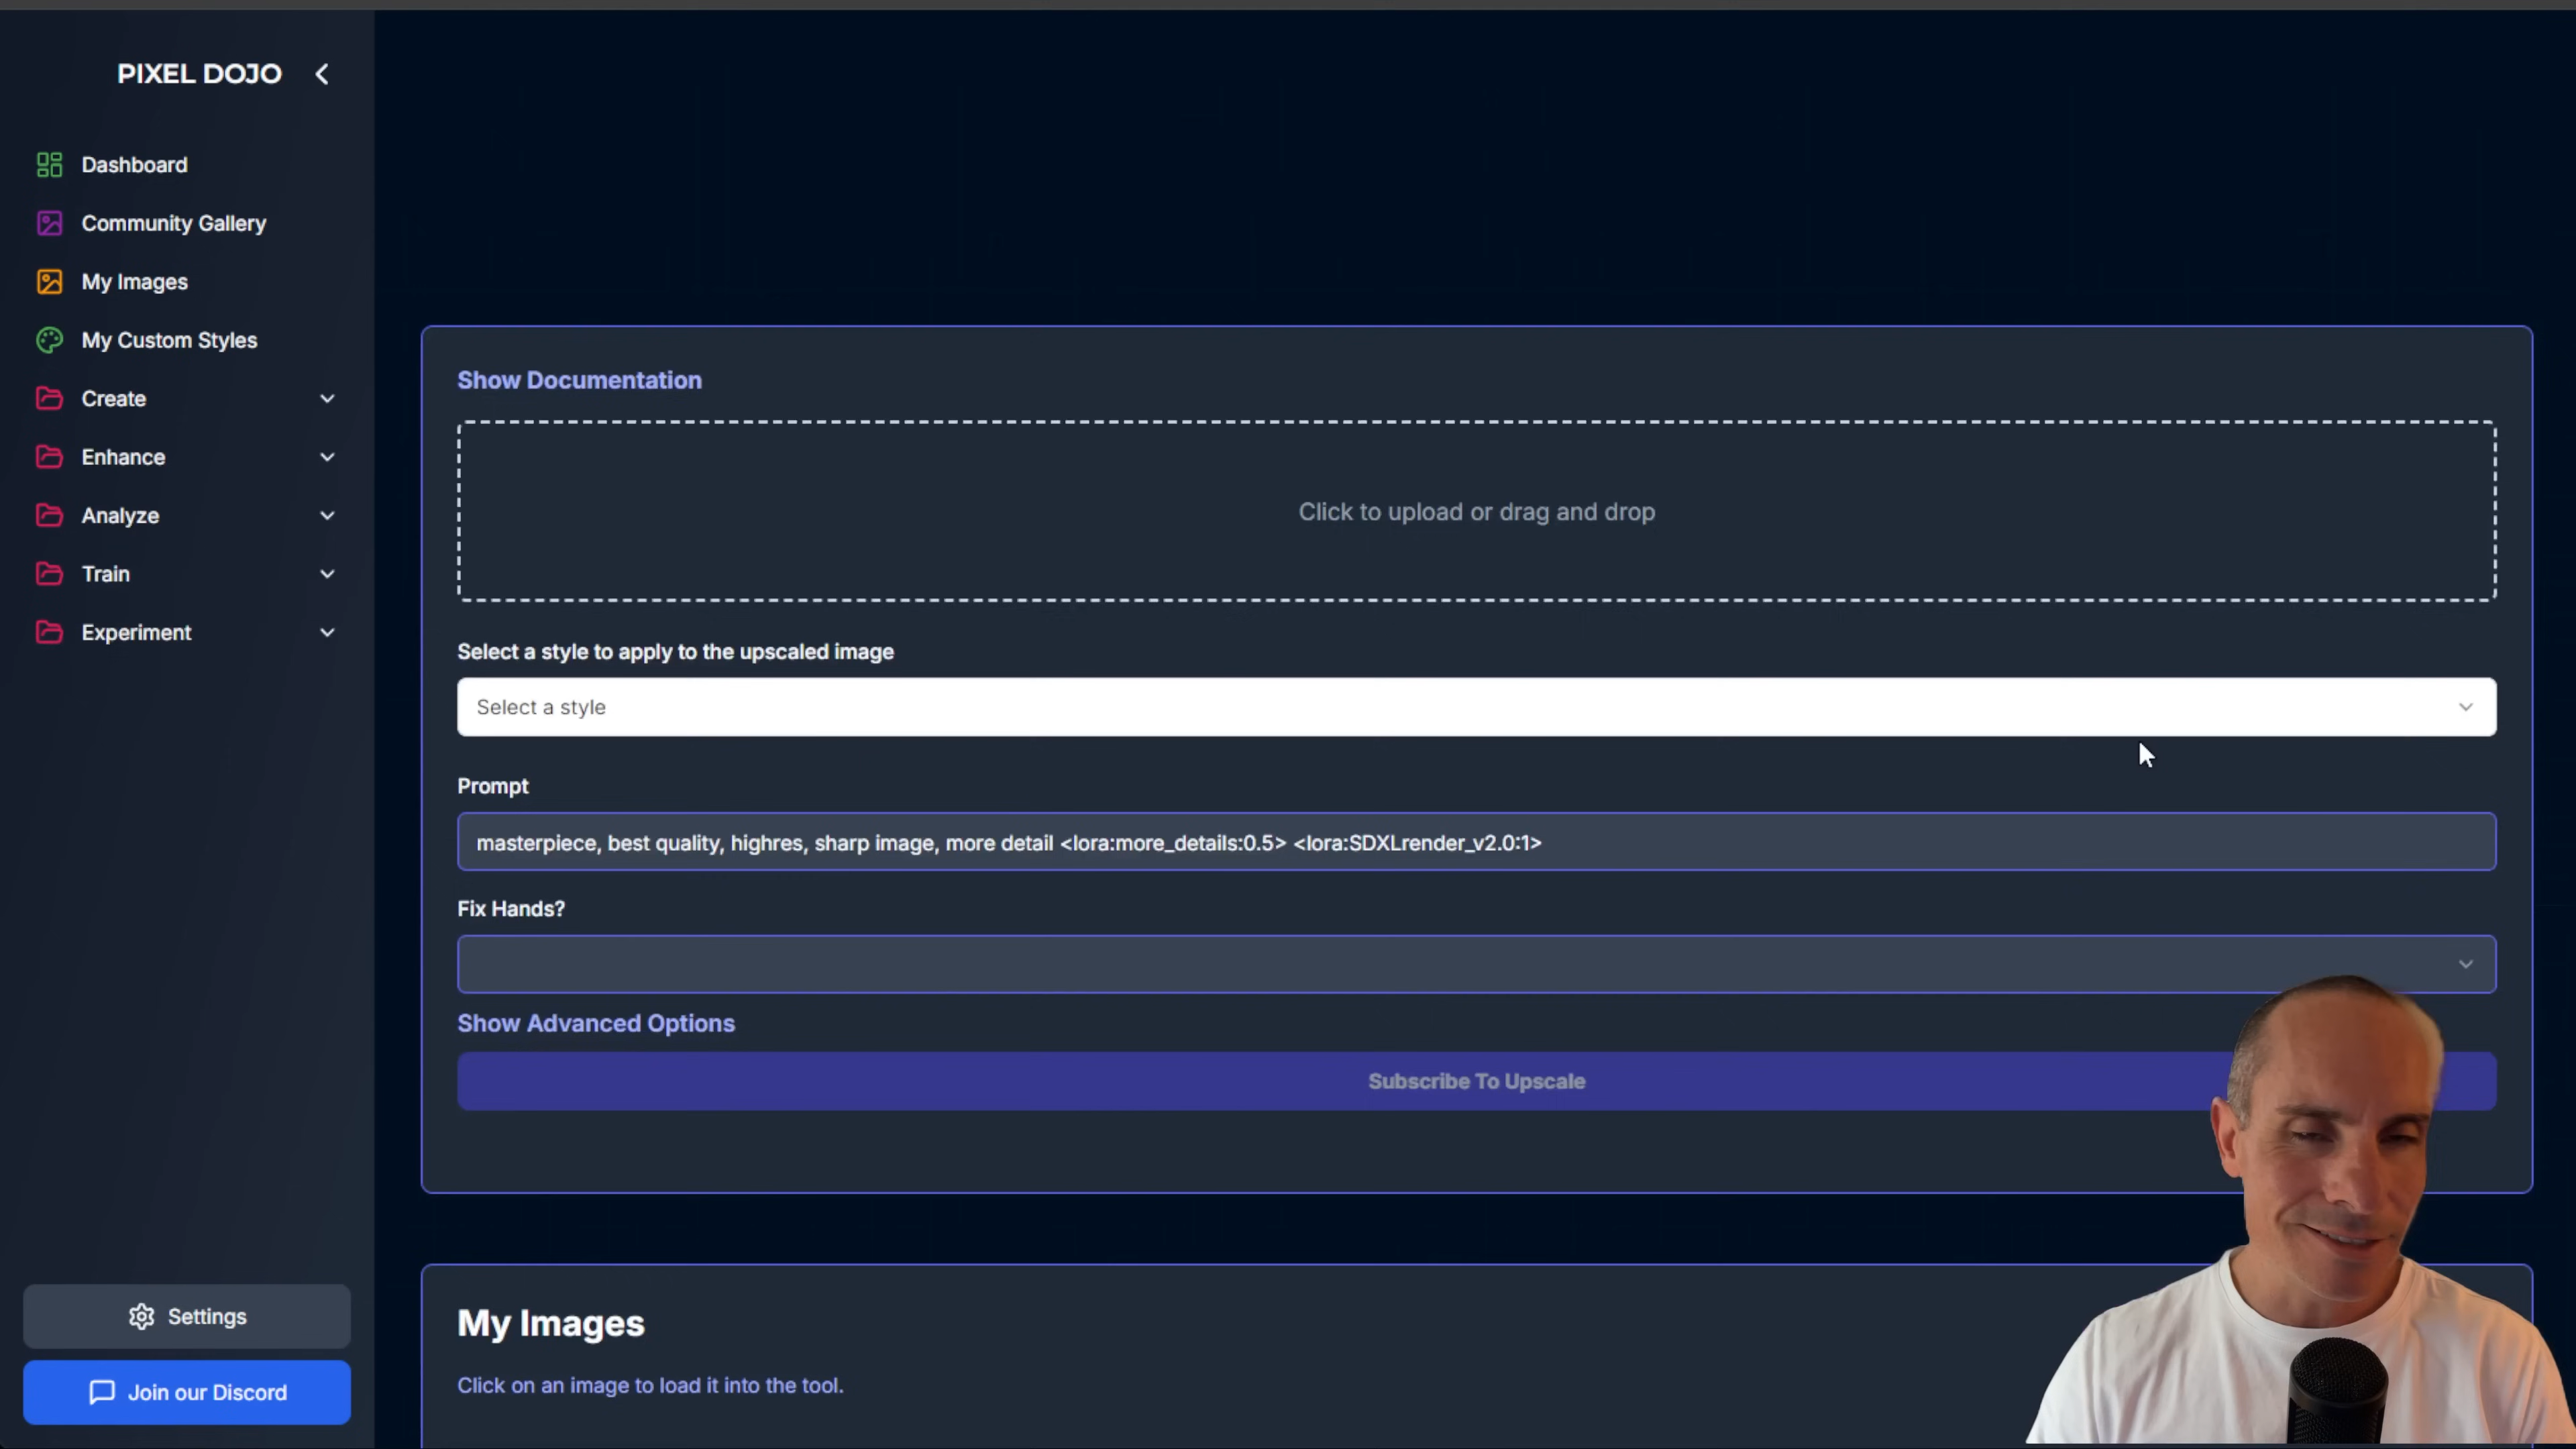 PIXEL DOJO
Dashboard
Community Gallery
My Images
My Custom Styles
Create
Enhance
Analyze
Train
Experiment
Settings
Join our Discord
Show Documentation
Click to upload or drag and drop
Select a style to apply to the upscaled image
Select a style
Prompt
masterpiece, best quality, highres, sharp image, more detail <lora:more_details:0.5> <lora:SDXLrender_v2.0:1>
Fix Hands?
Show Advanced Options
Subscribe To Upscale
My Images
Click on an image to load it into the tool.